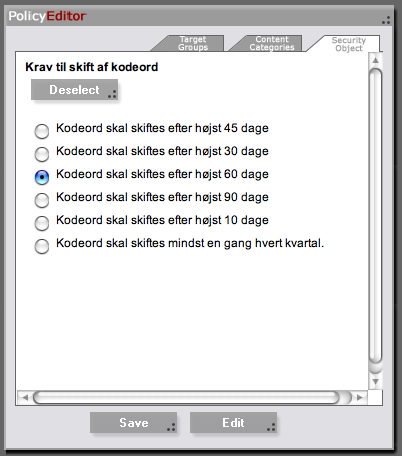 PolicyEditor
Target Groups
Content Categories
Security Object
Krav til skift af kodeord
Deselect
Kodeord skal skiftes efter højst 45 dage
Kodeord skal skiftes efter højst 30 dage
Kodeord skal skiftes efter højst 60 dage
Kodeord skal skiftes efter højst 90 dage
Kodeord skal skiftes efter højst 10 dage
Kodeord skal skiftes mindst en gang hvert kvartal.
Save
Edit